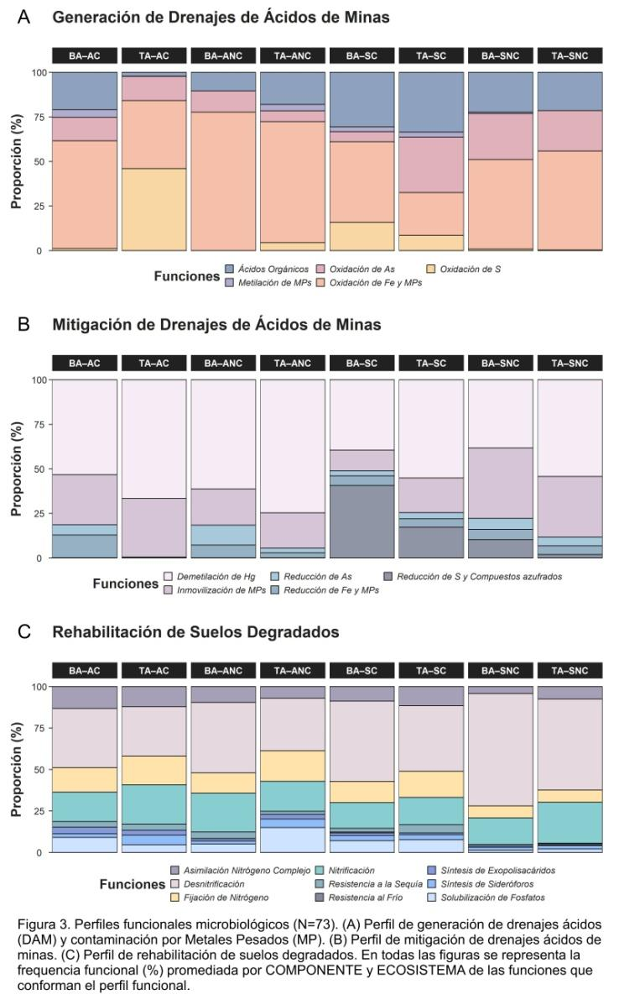 A Generación de Drenajes de Ácidos de Minas
BA–AC TA–AC BA–ANC TA–ANC BA–SC TA–SC BA–SNC TA–SNC
100
75
50
25
0
Proporción (%)
Funciones
Ácidos Orgánicos Oxidación de As Oxidación de S
Metilación de MPs Oxidación de Fe y MPs
B Mitigación de Drenajes de Ácidos de Minas
BA–AC TA–AC BA–ANC TA–ANC BA–SC TA–SC BA–SNC TA–SNC
100
75
50
25
0
Proporción (%)
Funciones
Demetilación de Hg Reducción de As Reducción de S y Compuestos azufrados
Inmovilización de MPs Reducción de Fe y MPs
C Rehabilitación de Suelos Degradados
BA–AC TA–AC BA–ANC TA–ANC BA–SC TA–SC BA–SNC TA–SNC
100
75
50
25
0
Proporción (%)
Funciones
Asimilación Nitrógeno Complejo Nitrificación Síntesis de Exopolisacáridos
Desnitrificación Resistencia a la Sequía Síntesis de Sideróforos
Fijación de Nitrógeno Resistencia al Frío Solubilización de Fosfatos
Figura 3. Perfiles funcionales microbiológicos (N=73). (A) Perfil de generación de drenajes ácidos
(DAM) y contaminación por Metales Pesados (MP). (B) Perfil de mitigación de drenajes ácidos de
minas. (C) Perfil de rehabilitación de suelos degradados. En todas las figuras se representa la
frequencia funcional (%) promediada por COMPONENTE y ECOSISTEMA de las funciones que
conforman el perfil funcional.